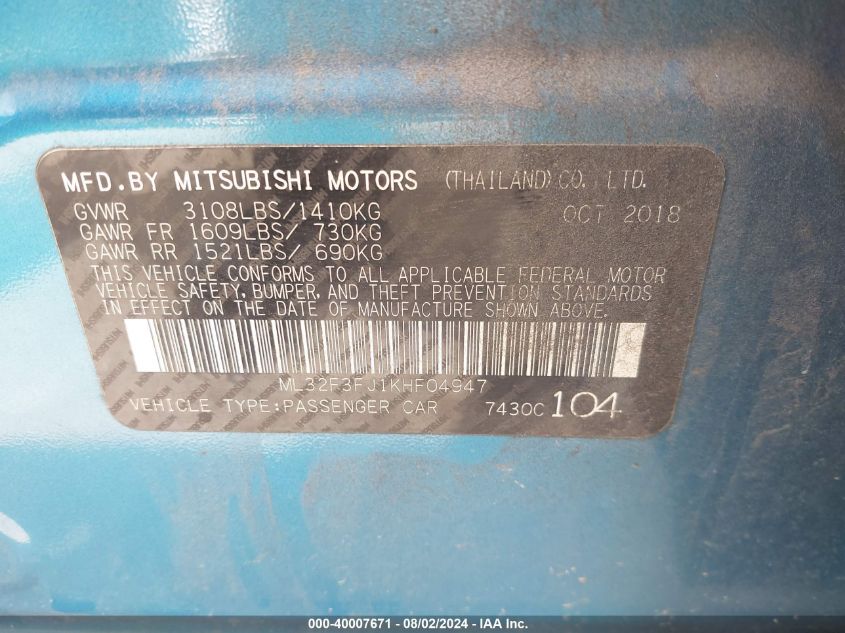 MFD.BY MITSUBISHI MOTORS (THAILAND) CO., LTD.
GVWR 3108LBS/1410KG OCT 2018
GAWR FR 1609LBS/ 730KG
GAWR RR 1521LBS/ 690KG
THIS VEHICLE CONFORMS TO ALL APPLICABLE FEDERAL MOTOR
VEHICLE SAFETY, BUMPER, AND THEFT PREVENTION STANDARDS
IN EFFECT ON THE DATE OF MANUFACTURE SHOWN ABOVE.
ML32F3FJ1KHF04947
VEHICLE TYPE:PASSENGER CAR 7430C 104
000-40007671 - 08/02/2024 - IAA Inc.